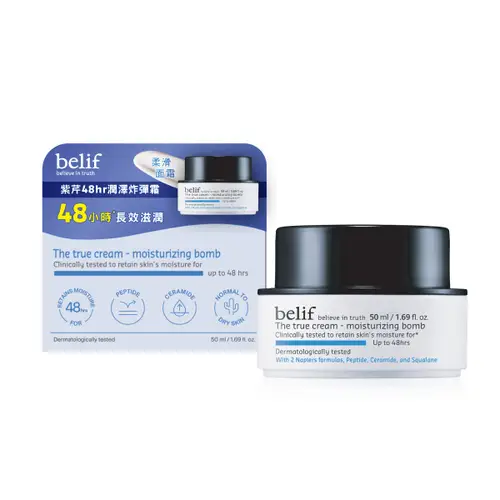 belif
believe in truth
柔滑
面霜
紫芹48hr潤澤炸彈霜
48小時*長效滋潤
The true cream - moisturizing bomb
Clinically tested to retain skin's moisture for
up to 48 hrs
RETAINS MOISTURE
48hrs
FOR
PEPTIDE
CERAMIDE
NORMAL TO
DRY SKIN
Dermatologically tested
50 ml / 1.69 fl. oz.
belif
belif believe in truth 50 ml / 1.69 fl. oz.
The true cream - moisturizing bomb
Clinically tested to retain skin's moisture for*
Up to 48hrs
Dermatologically tested
With 2 Napiers formulas, Peptide, Ceramide, and Squalane